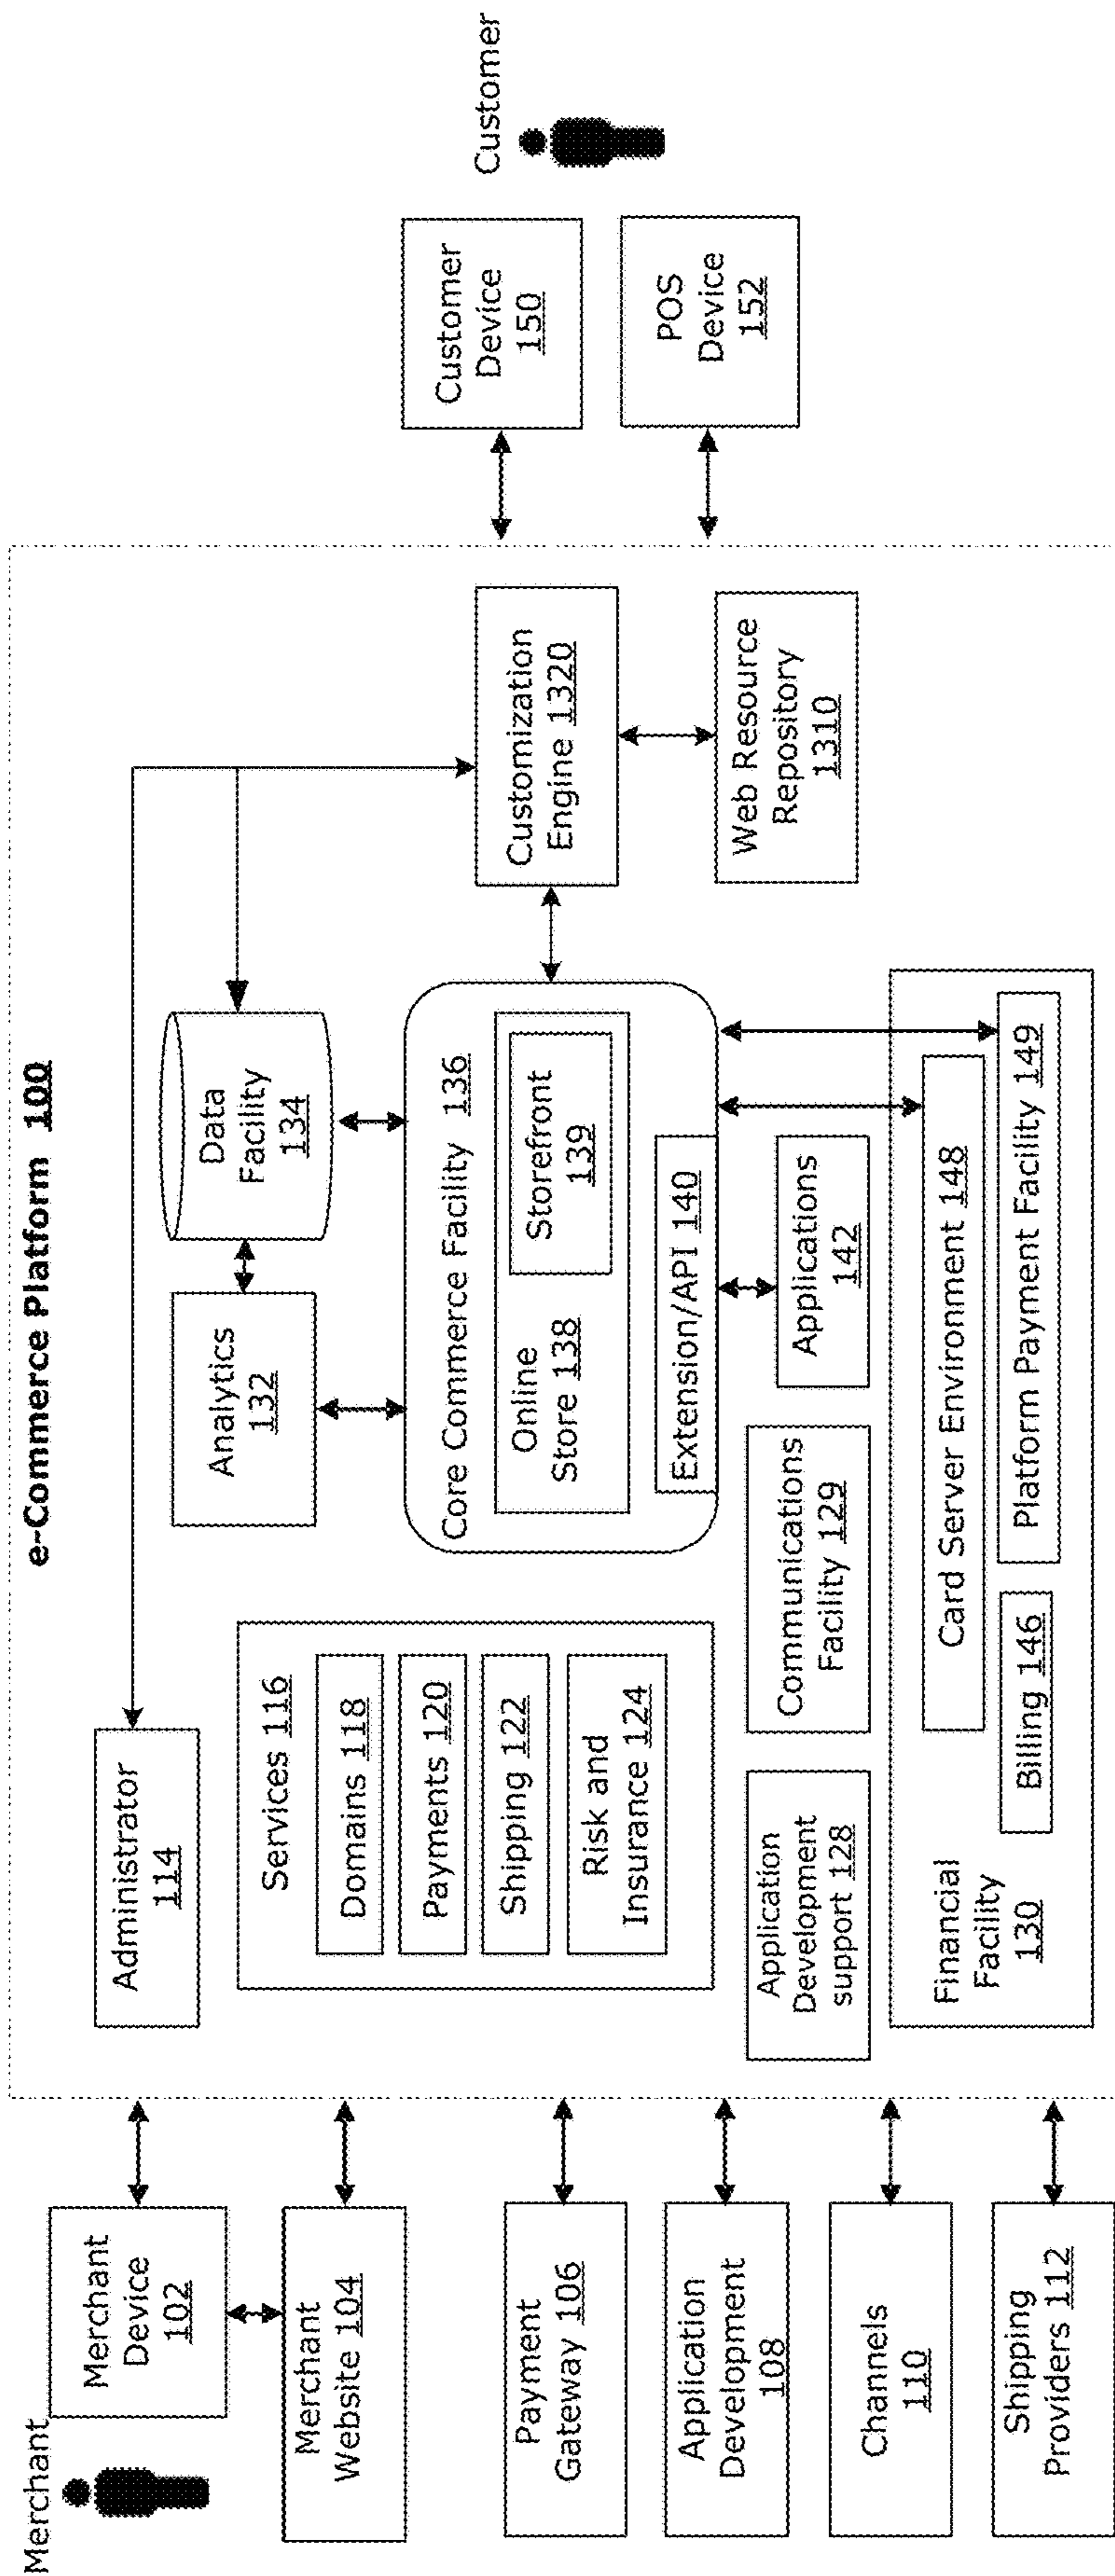 e-Commerce Platform 100
Merchant
Merchant
Device
102
Merchant
Website 104
Payment
Gateway 106
Application
Development
108
Channels
110
Shipping
Providers 112
Administrator
114
Services 116
Domains 118
Payments 120
Shipping 122
Risk and
Insurance 124
Application
Development
support 128
Communications
Facility 129
Financial
Facility
130
Billing 146
Card Server Environment 148
Platform Payment Facility 149
Analytics
132
Data
Facility
134
Core Commerce Facility 136
Online
Store 138
Storefront
139
Extension/API 140
Applications
142
Customization
Engine 1320
Web Resource
Repository
1310
Customer
Device
150
POS
Device
152
Customer